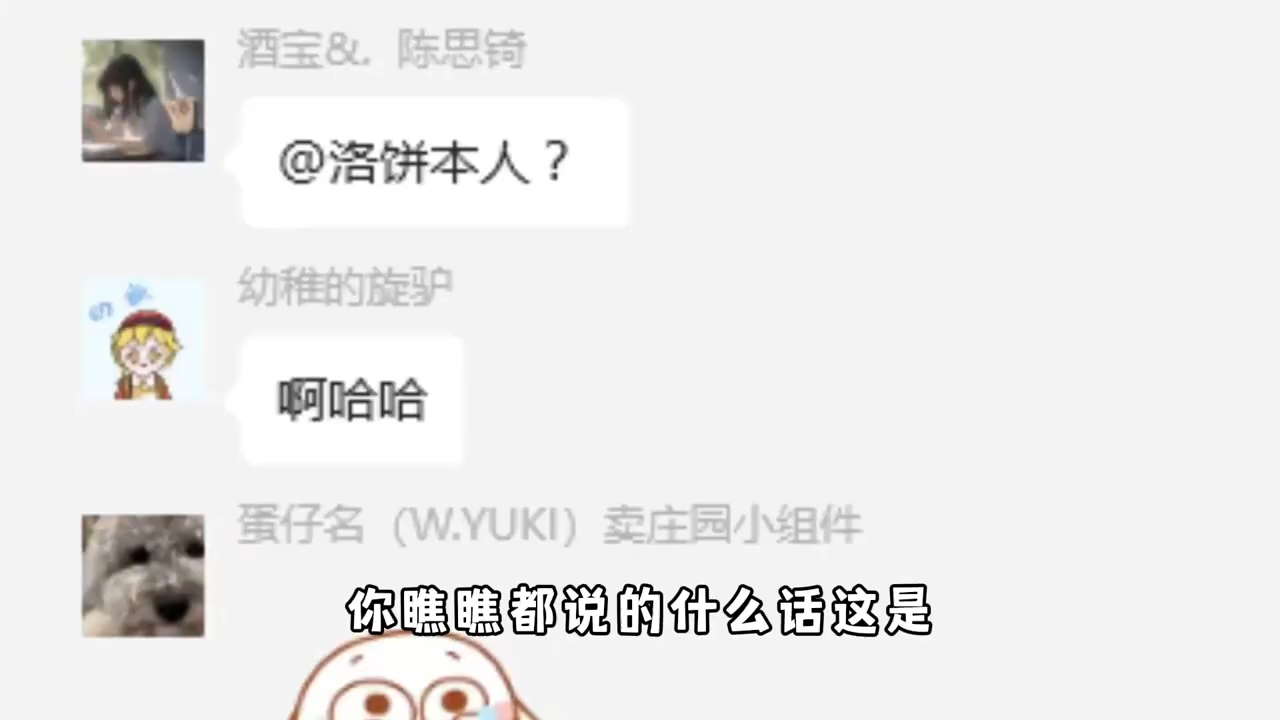 酒宝&. 陈思锜
@洛饼本人？
幼稚的旋驴
啊哈哈
蛋仔名（W.YUKI）卖庄园小组件
你瞧瞧都说的什么话这是